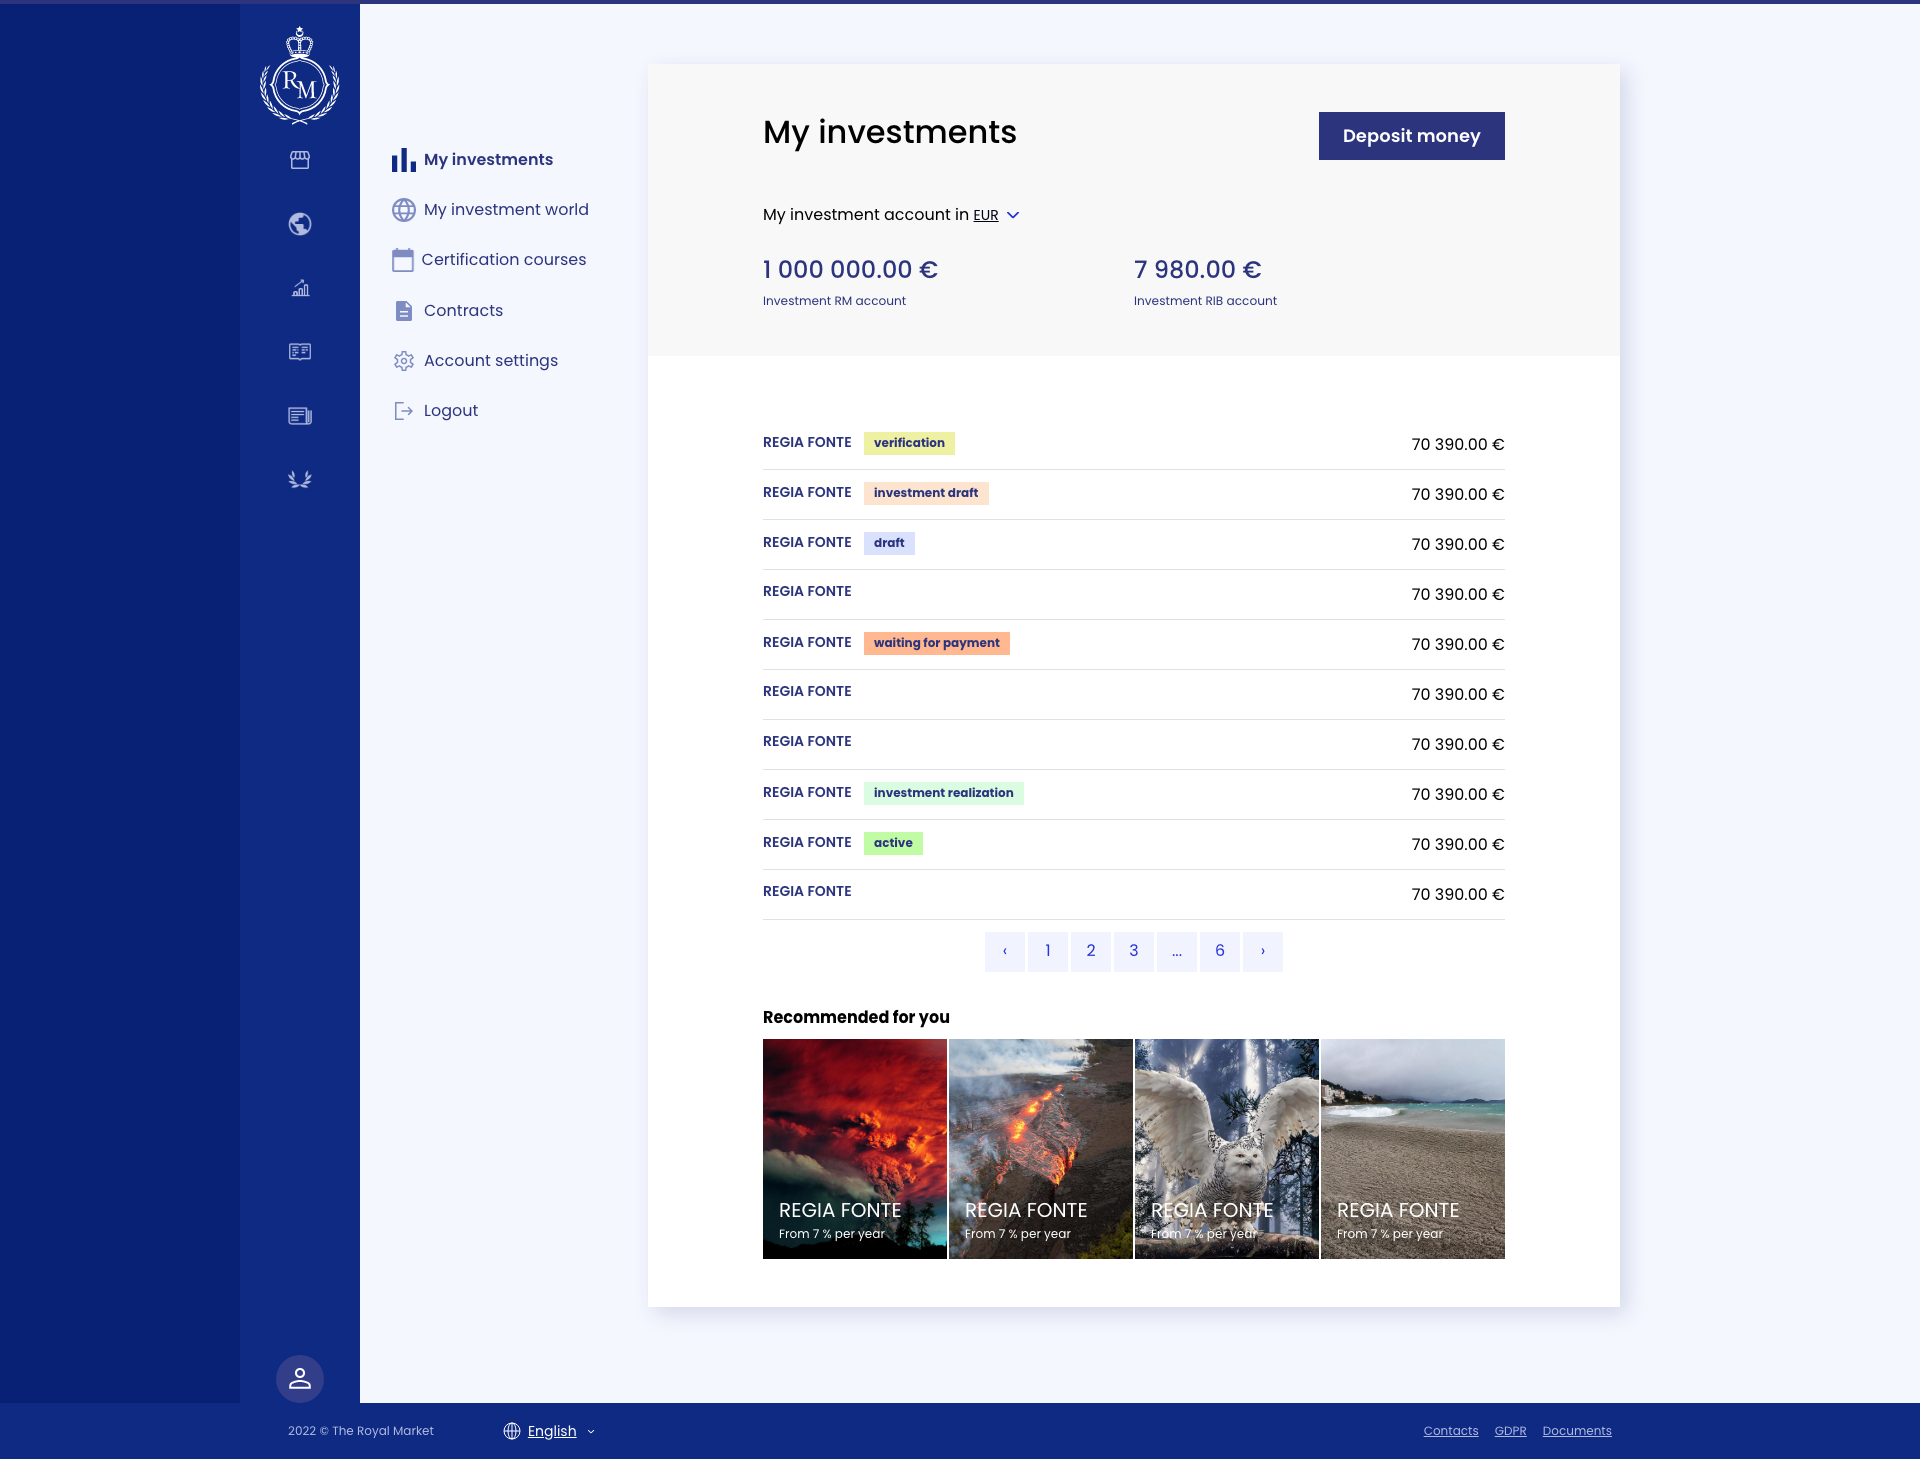 RM
My investments
My investment world
Certification courses
Contracts
Account settings
Logout
My investments
Deposit money
My investment account in EUR
1 000 000.00 € 7 980.00 €
Investment RM account Investment RIB account
REGIA FONTE verification 70 390.00 €
REGIA FONTE investment draft 70 390.00 €
REGIA FONTE draft 70 390.00 €
REGIA FONTE 70 390.00 €
REGIA FONTE waiting for payment 70 390.00 €
REGIA FONTE 70 390.00 €
REGIA FONTE 70 390.00 €
REGIA FONTE investment realization 70 390.00 €
REGIA FONTE active 70 390.00 €
REGIA FONTE 70 390.00 €
‹ 1 2 3 ... 6 ›
Recommended for you
REGIA FONTE REGIA FONTE REGIA FONTE REGIA FONTE
From 7 % per year From 7 % per year From 7 % per year From 7 % per year
2022 © The Royal Market English Contacts GDPR Documents